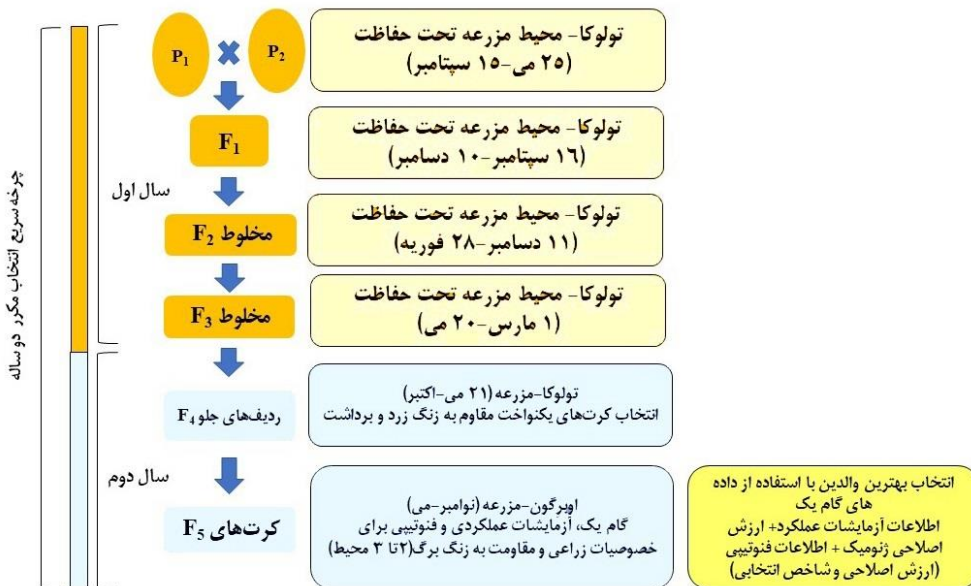 چرخه سریع انتخاب مکرر دو ساله
سال اول
سال دوم
P1
P2
تولوکا- محیط مزرعه تحت حفاظت
(۲۵ می-۱۵ سپتامبر)
F1
تولوکا- محیط مزرعه تحت حفاظت
(۱۶ سپتامبر-۱۰ دسامبر)
مخلوط F2
تولوکا- محیط مزرعه تحت حفاظت
(۱۱ دسامبر-۲۸ فوریه)
مخلوط F3
تولوکا- محیط مزرعه تحت حفاظت
(۱ مارس-۲۰ می)
ردیف‌های جلو F4
تولوکا-مزرعه (۲۱ می-اکتبر)
انتخاب کرت‌های یکنواخت مقاوم به زنگ زرد و برداشت
کرت‌های F5
اوبرگون-مزرعه (نوامبر-می)
گام یک، آزمایشات عملکردی و فنوتیپی برای
خصوصیات زراعی و مقاومت به زنگ برگ(۲تا ۳ محیط)
انتخاب بهترین والدین با استفاده از داده
های گام یک
اطلاعات آزمایشات عملکرد+ ارزش
اصلاحی ژنومیک + اطلاعات فنوتیپی
(ارزش اصلاحی و شاخص انتخابی)